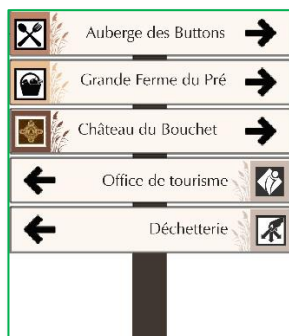 Auberge des Buttons
Grande Ferme du Pré
Château du Bouchet
Office de tourisme
Déchetterie